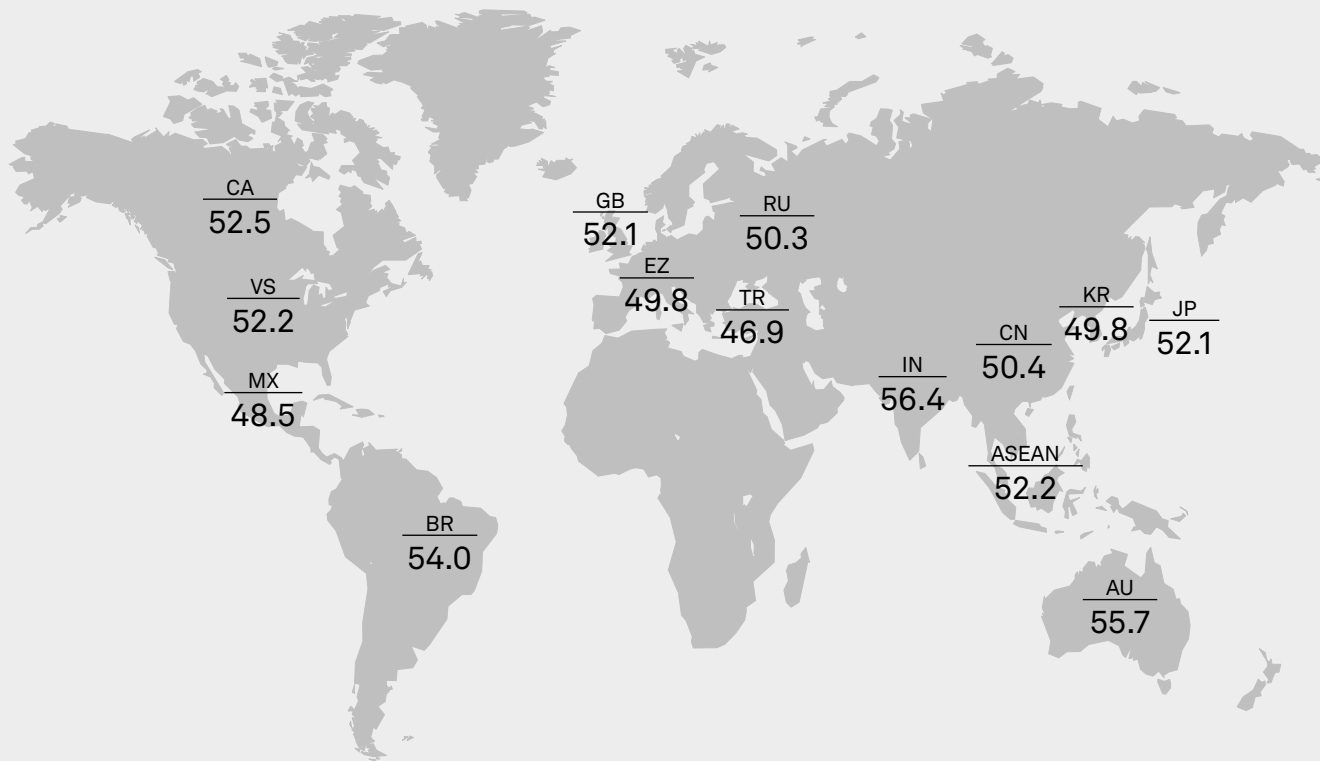 CA
52.5
GB
52.1
RU
50.3
EZ
49.8
VS
52.2
TR
46.9
KR
49.8
JP
52.1
CN
50.4
IN
56.4
MX
48.5
ASEAN
52.2
BR
54.0
AU
55.7